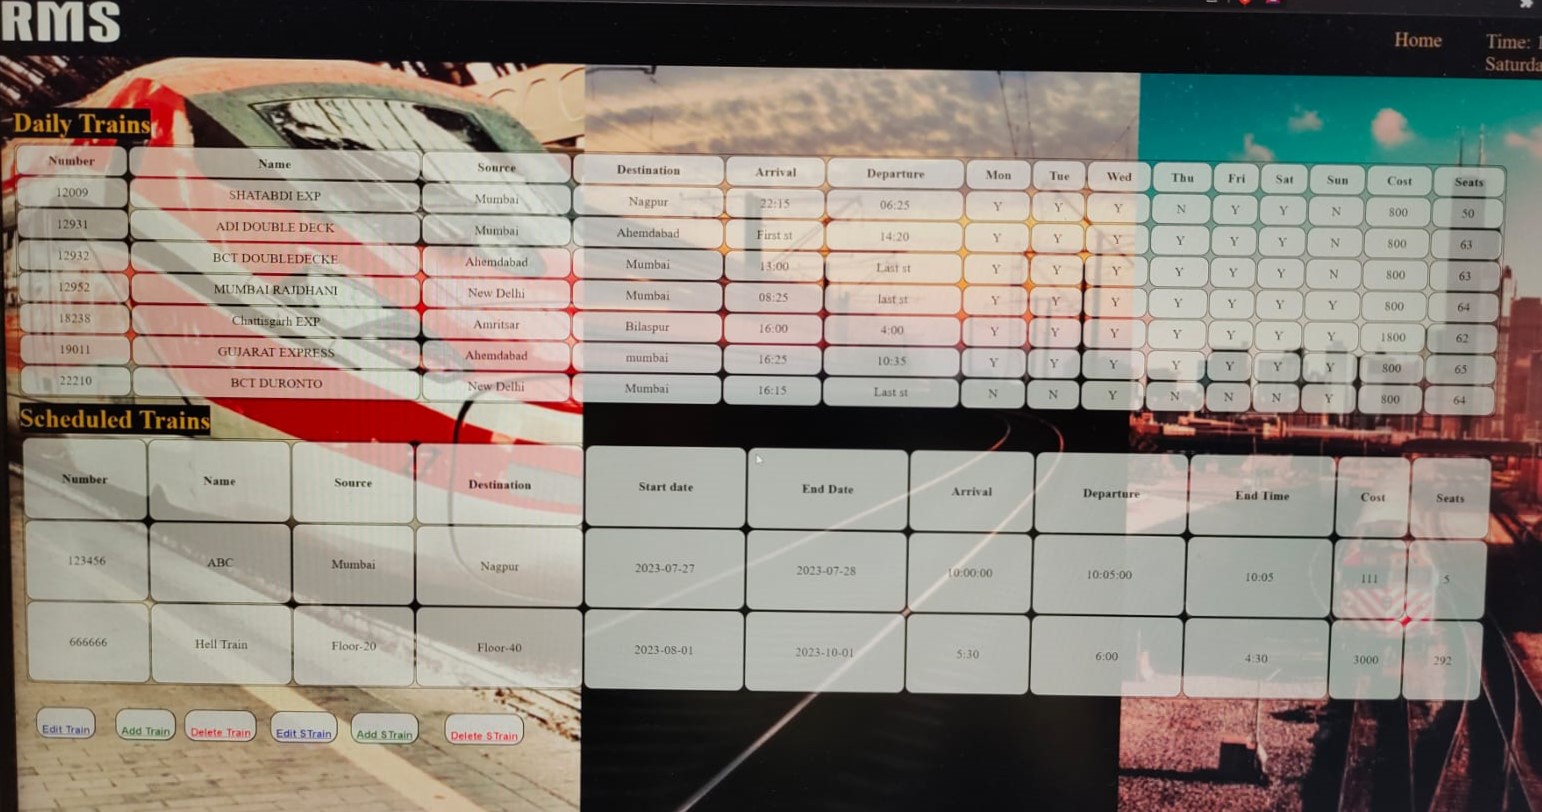 RMS
Home Time:
Daily Trains
Number Name Source Destination Arrival Departure Mon Tue Wed Thu Fri Sat Sun Cost Seats
12009 SHATABDI EXP Mumbai Nagpur 22:15 06:25 Y Y Y N Y Y N 800 50
12931 ADI DOUBLE DECK Mumbai Ahemdabad First st 14:20 Y Y Y Y Y Y N 800 63
12932 BCT DOUBLEDECKE Ahemdabad Mumbai 13:00 Last st Y Y Y Y Y Y N 800 63
12952 MUMBAI RAJDHANI New Delhi Mumbai 08:25 last st Y Y Y Y Y Y Y 800 64
18238 Chattisgarh EXP Amritsar Bilaspur 16:00 4:00 Y Y Y Y Y Y Y 1800 62
19011 GUJARAT EXPRESS Ahemdabad mumbai 16:25 10:35 Y Y Y Y Y Y Y 800 65
22210 BCT DURONTO New Delhi Mumbai 16:15 Last st N N Y N N N Y 800 64
Scheduled Trains
Number Name Source Destination Start date End Date Arrival Departure End Time Cost Seats
123456 ABC Mumbai Nagpur 2023-07-27 2023-07-28 10:00:00 10:05:00 10:05 111 5
666666 Hell Train Floor-20 Floor-40 2023-08-01 2023-10-01 5:30 6:00 4:30 3000 292
Edit Train Add Train Delete Train Edit STrain Add STrain Delete STrain